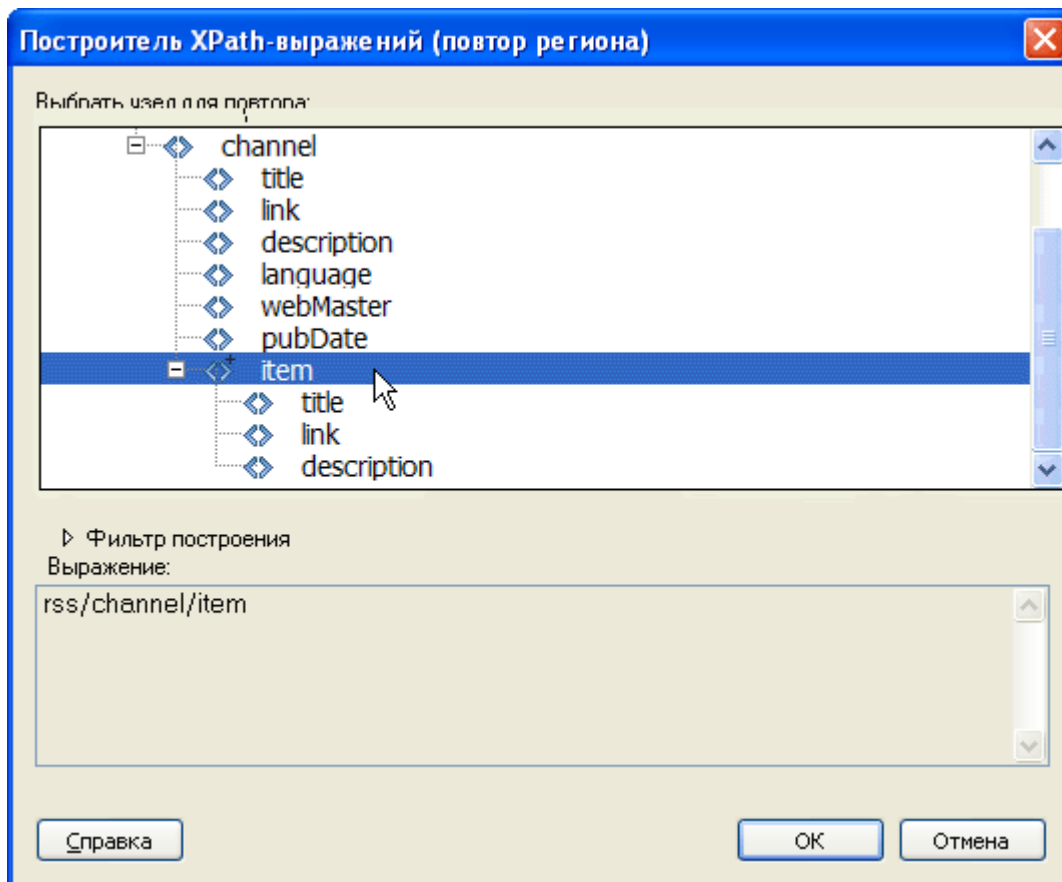 Построитель XPath-выражений (повтор региона)
Выбрать узел для повтора:
channel
title
link
description
language
webMaster
pubDate
item
title
link
description
Фильтр построения
Выражение:
rss/channel/item
Справка
ОК
Отмена